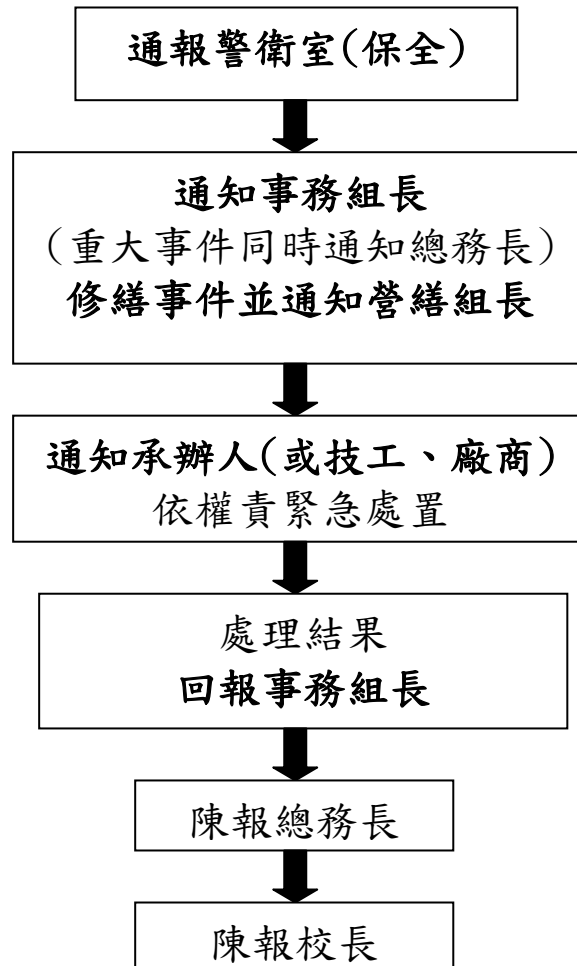 通報警衛室(保全)
通知事務組長
（重大事件同時通知總務長）
修繕事件並通知營繕組長
通知承辦人(或技工、廠商)
依權責緊急處置
處理結果
回報事務組長
陳報總務長
陳報校長